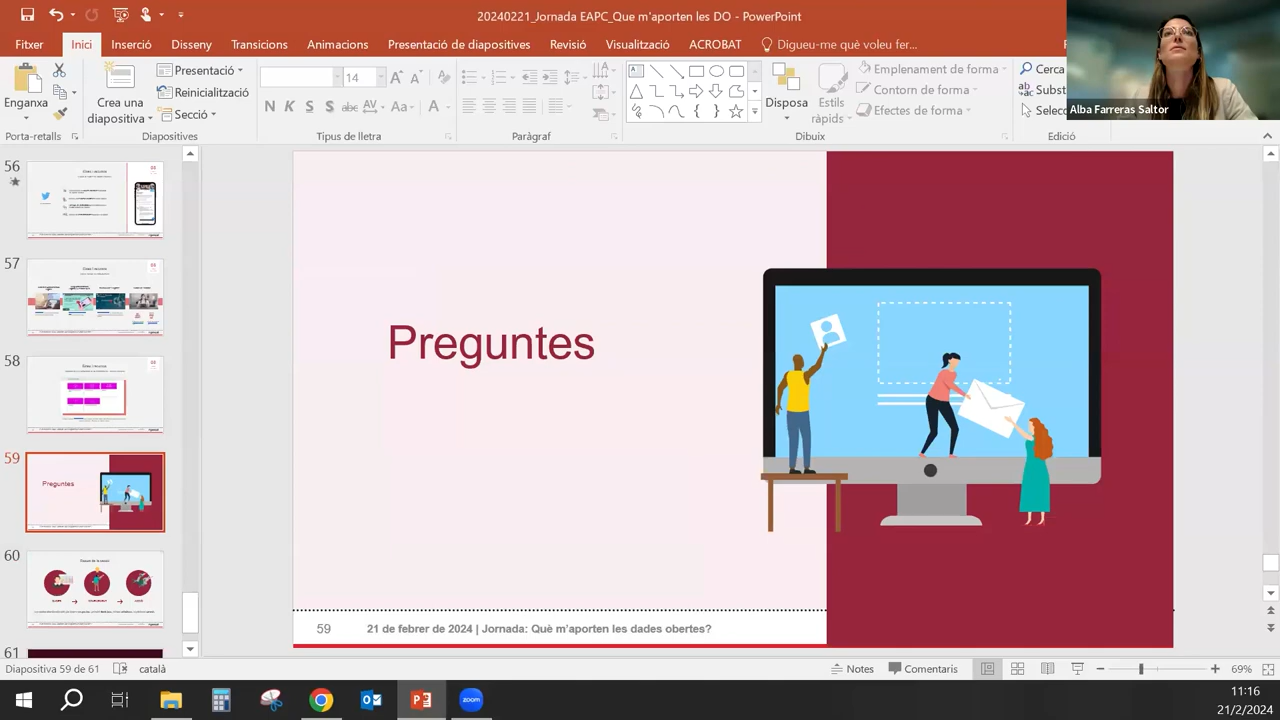 20240221_Jornada EAPC_Que m'aporten les DO - PowerPoint
Fitxer Inici Inserció Disseny Transicions Animacions Presentació de diapositives Revisió Visualització ACROBAT Digueu-me què voleu fer...
Enganxa
Crea una diapositiva
Presentació
Reinicialització
Secció
14
N K S S abc AV Aa A
Disposa
Estils ràpids
Emplenament de forma
Contorn de forma
Efectes de forma
Cerca
Porta-retalls Diapositives Tipus de lletra Paràgraf Dibuix Edició
Alba Farreras Saltor
56
57
58
59
Preguntes
60
61
Preguntes
59 21 de febrer de 2024 | Jornada: Què m'aporten les dades obertes?
Diapositiva 59 de 61 català Notes Comentaris 69%
zoom
11:16
21/2/2024